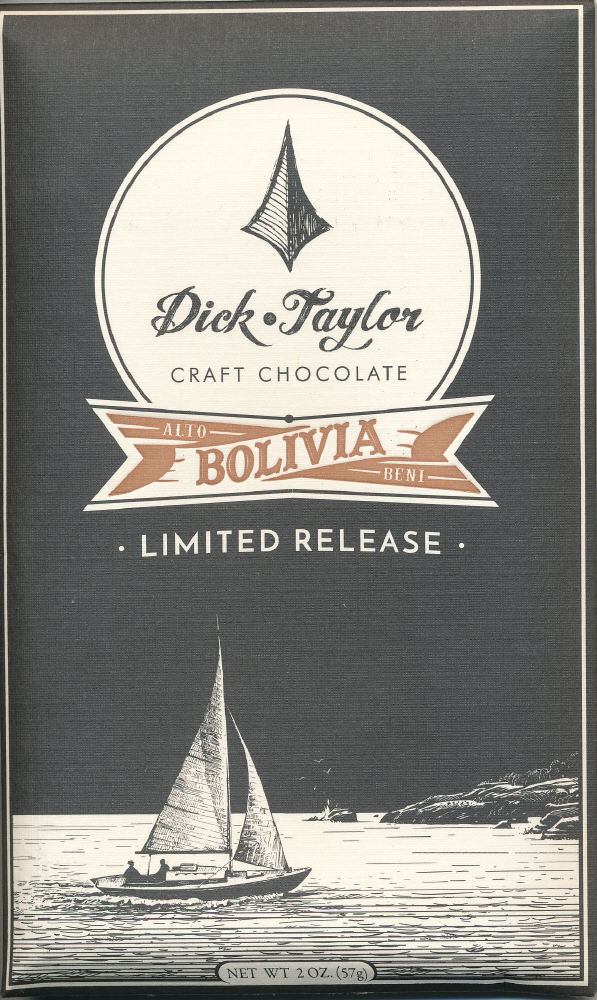 Dick • Taylor
CRAFT CHOCOLATE
ALTO
BOLIVIA
BENI
· LIMITED RELEASE ·
NET WT 2 OZ. (57g)